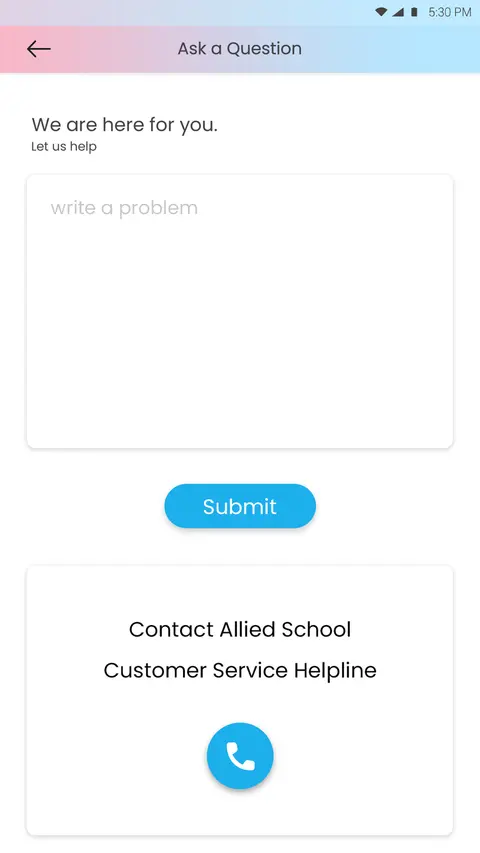 5:30 PM
Ask a Question
We are here for you.
Let us help
write a problem
Submit
Contact Allied School
Customer Service Helpline